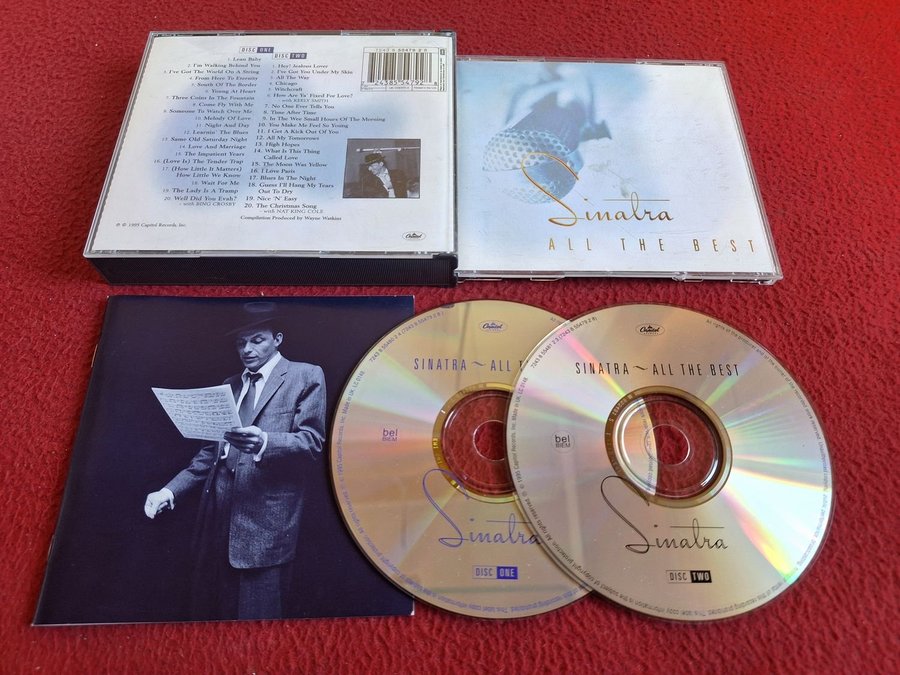 DISC ONE
1. Lean Baby
2. I'm Walking Behind You
3. I've Got The World On A String
4. From Here To Eternity
5. South Of The Border
6. Young At Heart
7. Three Coins In The Fountain
8. Come Fly With Me
9. Someone To Watch Over Me
10. Melody Of Love
11. Night And Day
12. Learnin' The Blues
13. Same Old Saturday Night
14. Love And Marriage
15. The Impatient Years
16. (Love Is) The Tender Trap
17. (How Little It Matters)
How Little We Know
18. Wait For Me
19. The Lady Is A Tramp
20. Well Did You Evah?
- with BING CROSBY
DISC TWO
1. Hey! Jealous Lover
2. I've Got You Under My Skin
3. All The Way
4. Chicago
5. Witchcraft
6. How Are Ya' Fixed For Love?
- with KEELY SMITH
7. No One Ever Tells You
8. Time After Time
9. In The Wee Small Hours Of The Morning
10. You Make Me Feel So Young
11. I Get A Kick Out Of You
12. All My Tomorrows
13. High Hopes
14. What Is This Thing
Called Love
15. The Moon Was Yellow
16. I Love Paris
17. Blues In The Night
18. Guess I'll Hang My Tears
Out To Dry
19. Nice 'N' Easy
20. The Christmas Song
- with NAT KING COLE
Compilation Produced by Wayne Watkins
℗ © 1995 Capitol Records, Inc.
Capitol
Sinatra
ALL THE BEST
Capitol
SINATRA ~ ALL T
bel
BIEM
Sinatra
DISC ONE
Capitol
SINATRA ~ ALL THE BEST
bel
BIEM
Sinatra
DISC TWO